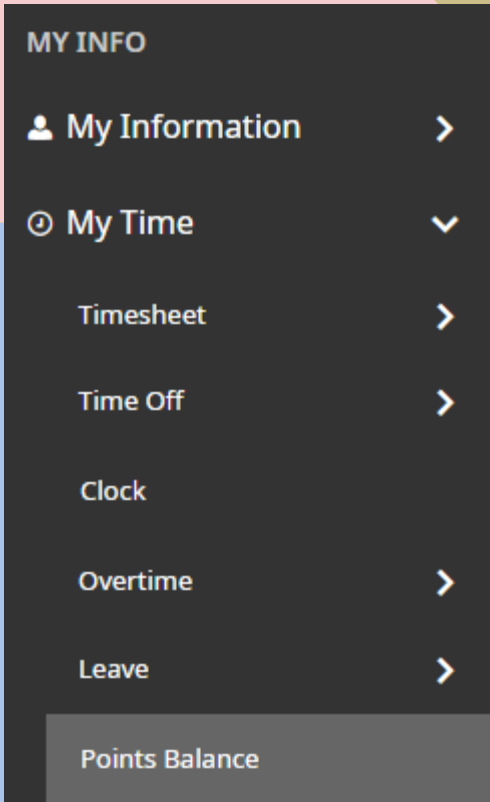 MY INFO
My Information
My Time
Timesheet
Time Off
Clock
Overtime
Leave
Points Balance